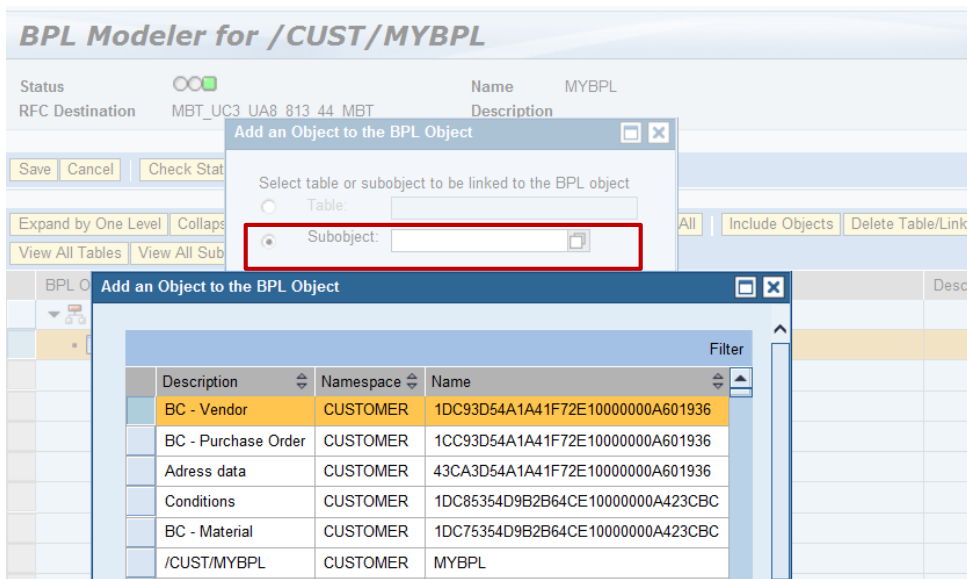 BPL Modeler for /CUST/MYBPL
Status Name MYBPL
RFC Destination MBT_UC3_UA8_813_44_MBT Description
Add an Object to the BPL Object
Save Cancel Check Stat
Select table or subobject to be linked to the BPL object
Table:
Expand by One Level Collaps All Include Objects Delete Table/Link
Subobject:
View All Tables View All Sub
BPL O Desc
Add an Object to the BPL Object
Filter
Description Namespace Name
BC - Vendor CUSTOMER 1DC93D54A1A41F72E10000000A601936
BC - Purchase Order CUSTOMER 1CC93D54A1A41F72E10000000A601936
Adress data CUSTOMER 43CA3D54A1A41F72E10000000A601936
Conditions CUSTOMER 1DC85354D9B2B64CE10000000A423CBC
BC - Material CUSTOMER 1DC75354D9B2B64CE10000000A423CBC
/CUST/MYBPL CUSTOMER MYBPL